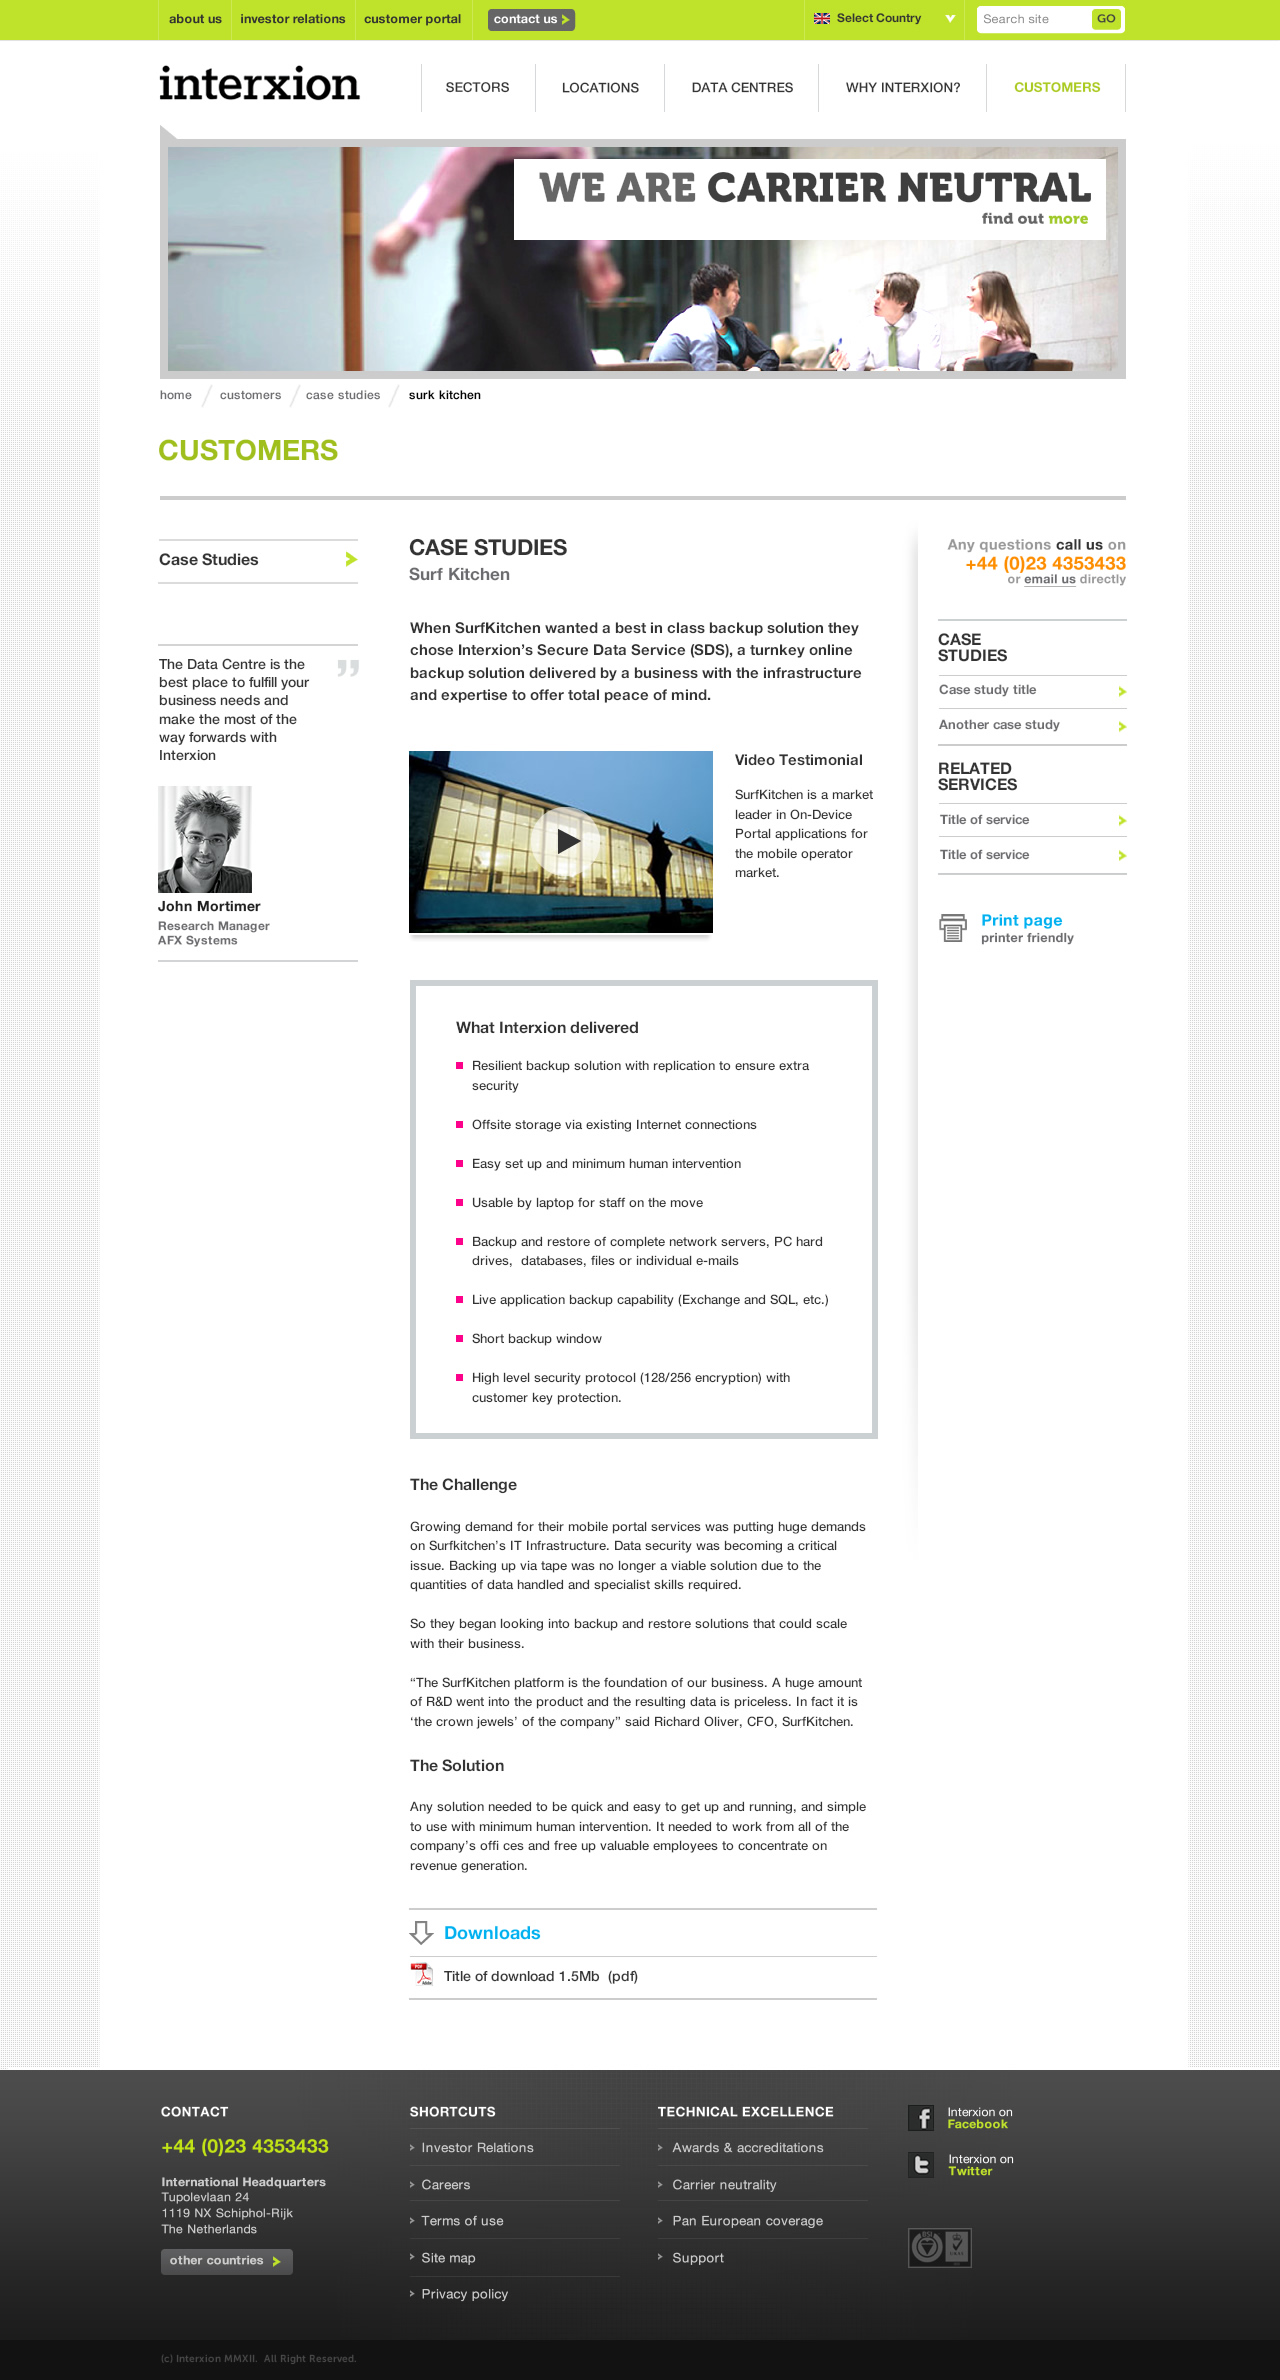 about us
investor relations
customer portal
contact us
Select Country
Search site
GO
interxion
SECTORS
LOCATIONS
DATA CENTRES
WHY INTERXION?
CUSTOMERS
WE ARE CARRIER NEUTRAL
find out more
home
customers
case studies
surk kitchen
CUSTOMERS
Case Studies
The Data Centre is the
best place to fulfill your
business needs and
make the most of the
way forwards with
Interxion
”
John Mortimer
Research Manager
AFX Systems
CASE STUDIES
Surf Kitchen
When SurfKitchen wanted a best in class backup solution they
chose Interxion’s Secure Data Service (SDS), a turnkey online
backup solution delivered by a business with the infrastructure
and expertise to offer total peace of mind.
Video Testimonial
SurfKitchen is a market
leader in On-Device
Portal applications for
the mobile operator
market.
What Interxion delivered
Resilient backup solution with replication to ensure extra
security
Offsite storage via existing Internet connections
Easy set up and minimum human intervention
Usable by laptop for staff on the move
Backup and restore of complete network servers, PC hard
drives,  databases, files or individual e-mails
Live application backup capability (Exchange and SQL, etc.)
Short backup window
High level security protocol (128/256 encryption) with
customer key protection.
The Challenge
Growing demand for their mobile portal services was putting huge demands
on Surfkitchen’s IT Infrastructure. Data security was becoming a critical
issue. Backing up via tape was no longer a viable solution due to the
quantities of data handled and specialist skills required.
So they began looking into backup and restore solutions that could scale
with their business.
“The SurfKitchen platform is the foundation of our business. A huge amount
of R&D went into the product and the resulting data is priceless. In fact it is
‘the crown jewels’ of the company” said Richard Oliver, CFO, SurfKitchen.
The Solution
Any solution needed to be quick and easy to get up and running, and simple
to use with minimum human intervention. It needed to work from all of the
company’s offi ces and free up valuable employees to concentrate on
revenue generation.
Downloads
PDF
Adobe
Title of download 1.5Mb  (pdf)
Any questions call us on
+44 (0)23 4353433
or email us directly
CASE
STUDIES
Case study title
Another case study
RELATED
SERVICES
Title of service
Title of service
Print page
printer friendly
CONTACT
+44 (0)23 4353433
International Headquarters
Tupolevlaan 24
1119 NX Schiphol-Rijk
The Netherlands
other countries
SHORTCUTS
Investor Relations
Careers
Terms of use
Site map
Privacy policy
TECHNICAL EXCELLENCE
Awards & accreditations
Carrier neutrality
Pan European coverage
Support
Interxion on
Facebook
Interxion on
Twitter
BSI
(c) Interxion MMXII.  All Right Reserved.